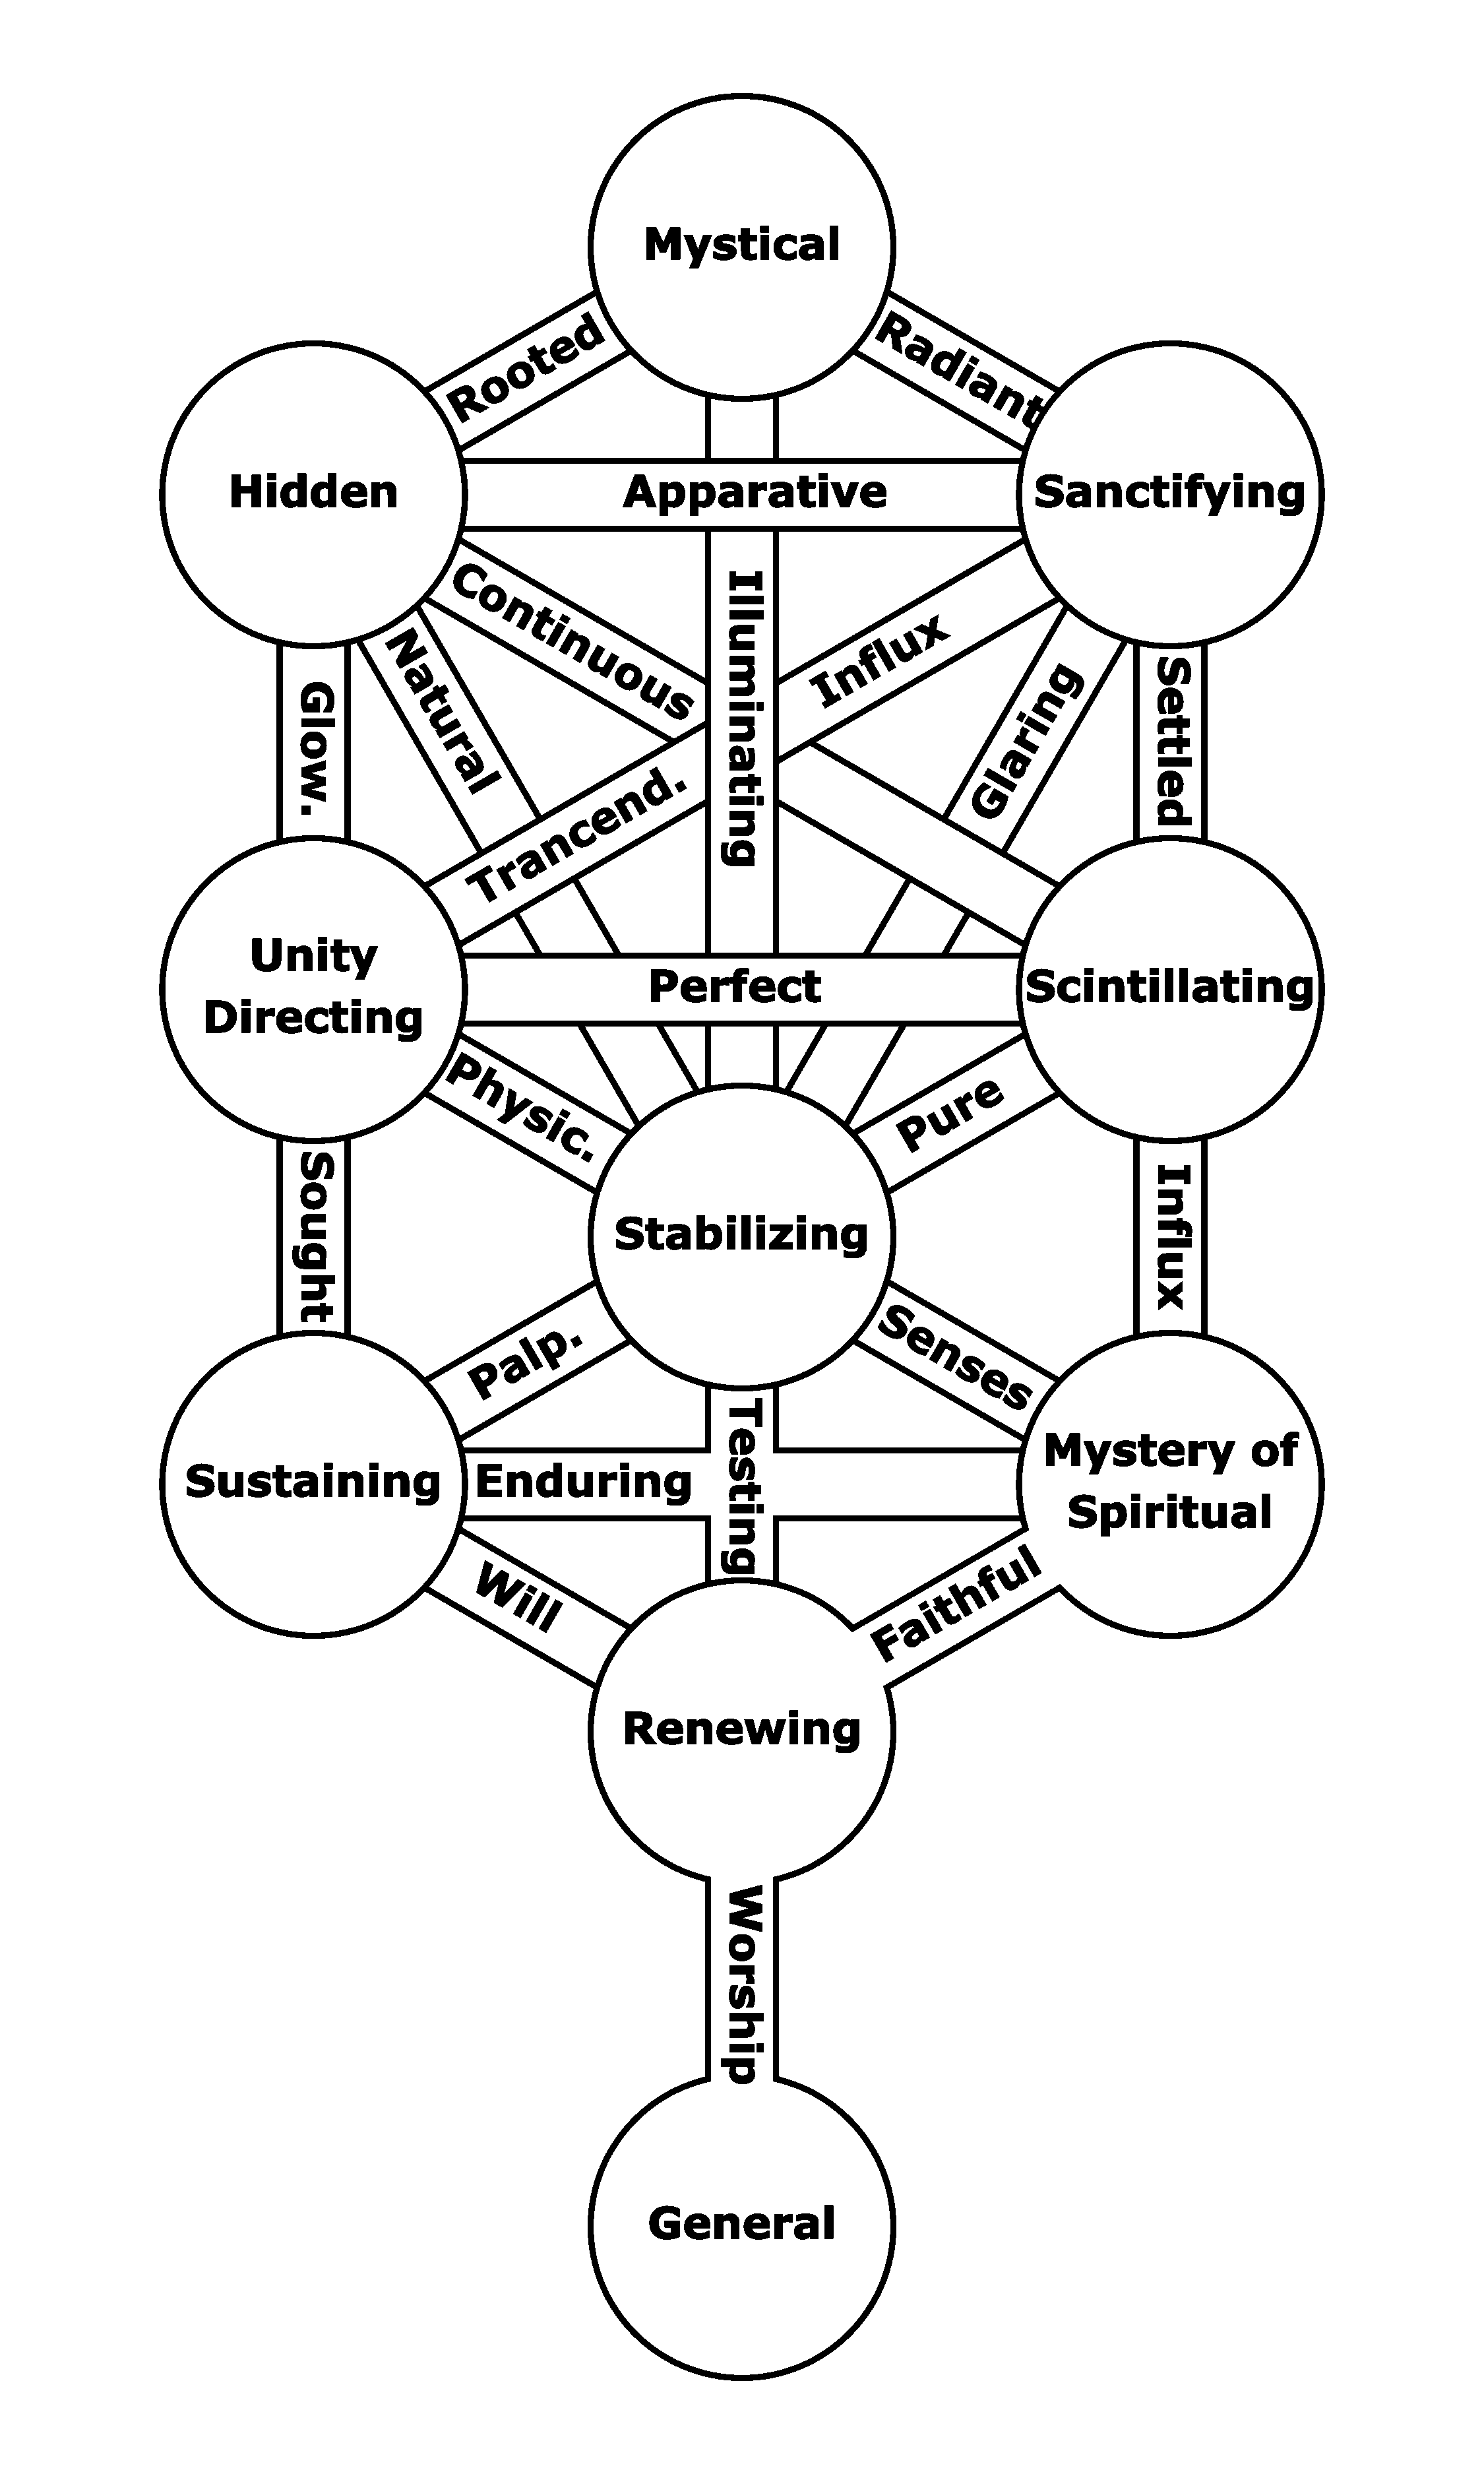 Mystical
Rooted
Radiant
Hidden
Apparative
Sanctifying
Continuous
Illuminating
Influx
Natural
Glaring
Glow.
Settled
Trancend.
Unity
Directing
Perfect
Scintillating
Physic.
Pure
Sought
Stabilizing
Influx
Palp.
Senses
Sustaining
Enduring
Testing
Mystery of
Spiritual
Will
Faithful
Renewing
Worship
General